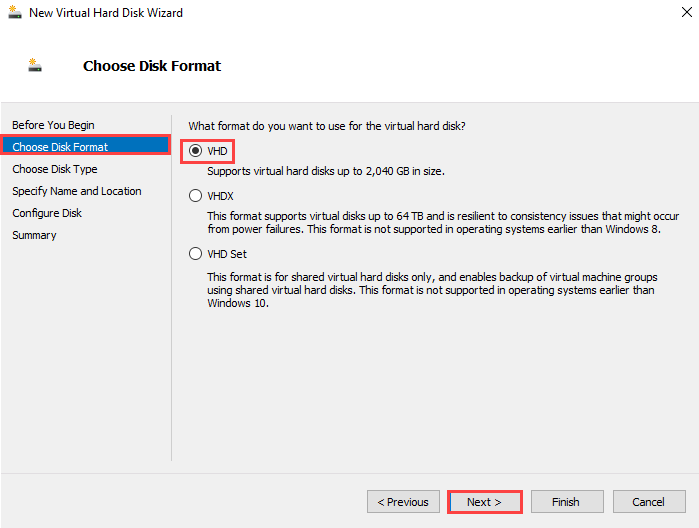 New Virtual Hard Disk Wizard
Choose Disk Format
Before You Begin
Choose Disk Format
Choose Disk Type
Specify Name and Location
Configure Disk
Summary
What format do you want to use for the virtual hard disk?
VHD
Supports virtual hard disks up to 2,040 GB in size.
VHDX
This format supports virtual disks up to 64 TB and is resilient to consistency issues that might occur
from power failures. This format is not supported in operating systems earlier than Windows 8.
VHD Set
This format is for shared virtual hard disks only, and enables backup of virtual machine groups
using shared virtual hard disks. This format is not supported in operating systems earlier than
Windows 10.
< Previous
Next >
Finish
Cancel